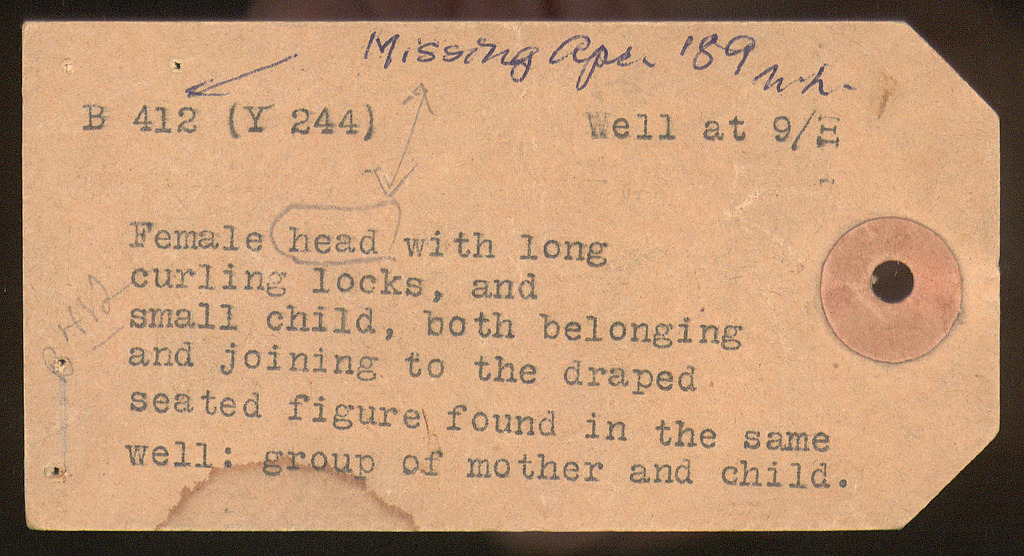 Missing Apr. '89
B 412 (Y 244) Well at 9/Ξ
Female head with long
curling locks, and
small child, both belonging
and joining to the draped
seated figure found in the same
well: group of mother and child.
B 412